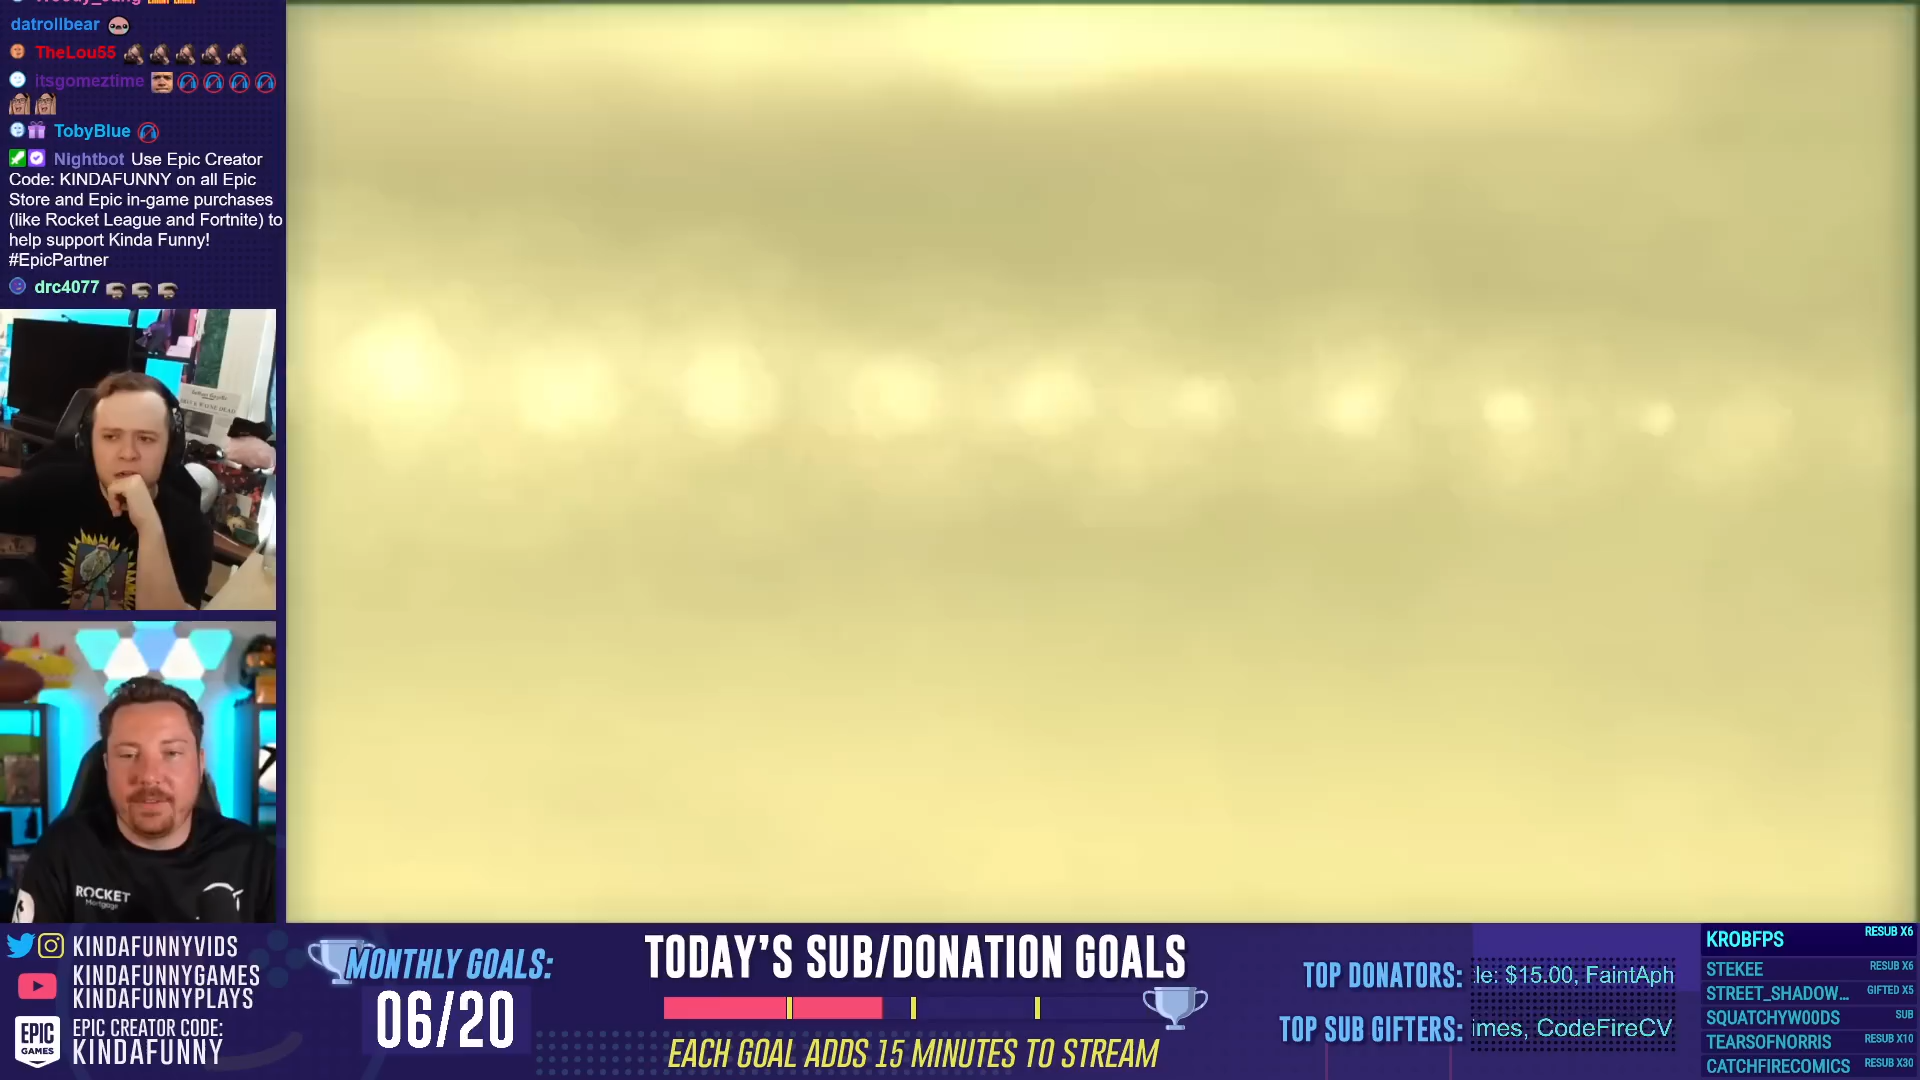 datrollbear
TheLou55
itsgomeztime
TobyBlue
Nightbot Use Epic Creator
Code: KINDAFUNNY on all Epic
Store and Epic in-game purchases
(like Rocket League and Fortnite) to
help support Kinda Funny!
#EpicPartner
drc4077
ROCKET
Mortgage
KINDAFUNNYVIDS
KINDAFUNNYGAMES
KINDAFUNNYPLAYS
EPIC GAMES
EPIC CREATOR CODE:
KINDAFUNNY
MONTHLY GOALS:
06/20
TODAY'S SUB/DONATION GOALS
EACH GOAL ADDS 15 MINUTES TO STREAM
TOP DONATORS: le: $15.00, FaintAph
TOP SUB GIFTERS: imes, CodeFireCV
KROBFPS RESUB X6
STEKEE RESUB X6
STREET_SHADOW... GIFTED X5
SQUATCHYW00DS SUB
TEARSOFNORRIS RESUB X10
CATCHFIRECOMICS RESUB X30